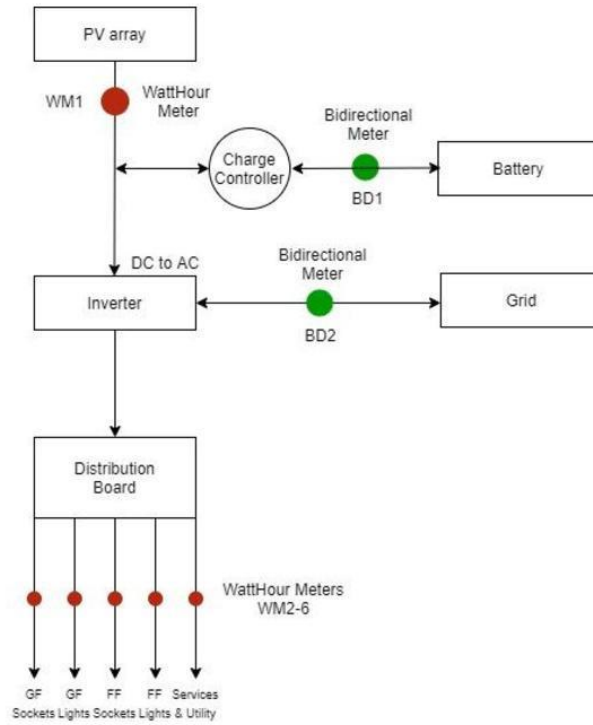 PV array
WM1
WattHour
Meter
Bidirectional
Meter
Charge
Controller
Battery
BD1
DC to AC
Bidirectional
Meter
Inverter
Grid
BD2
Distribution
Board
WattHour Meters
WM2-6
GF GF FF FF Services
Sockets Lights Sockets Lights & Utility